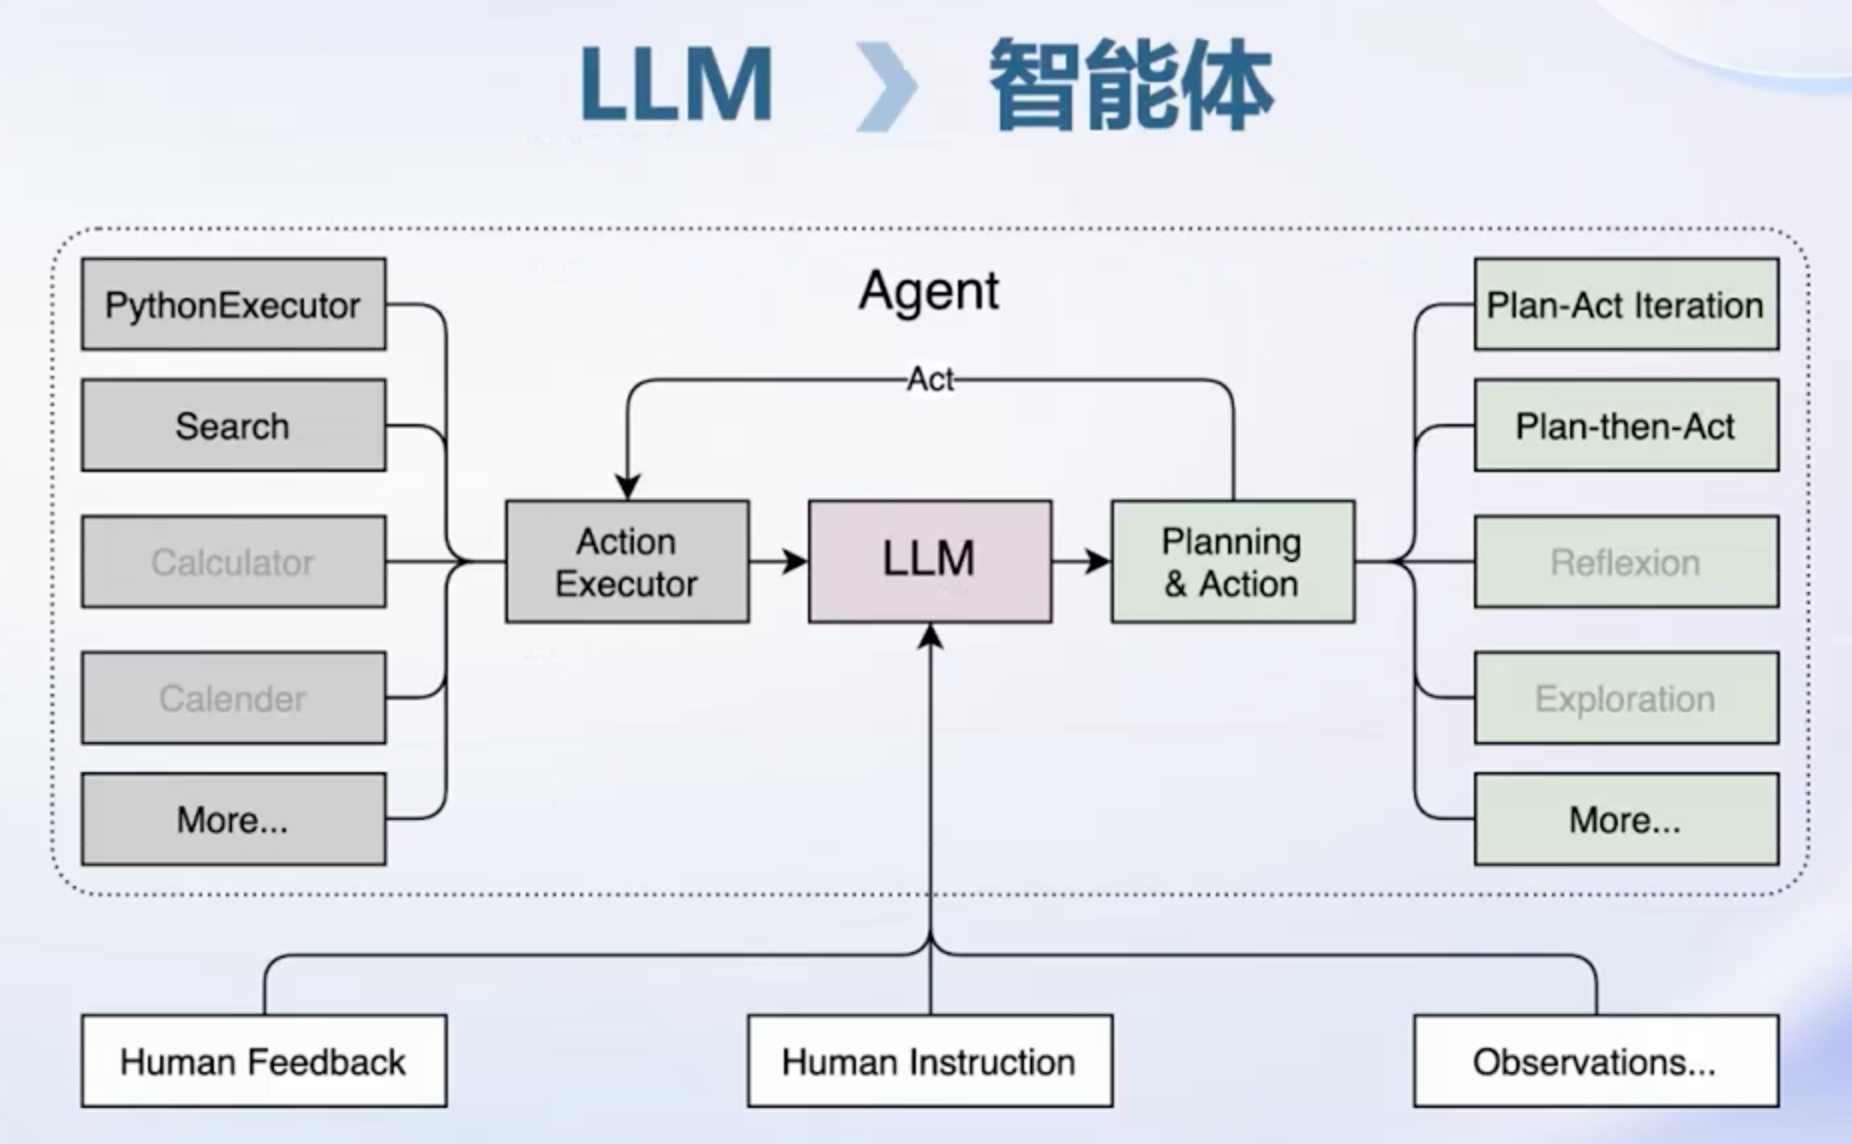 LLM 智能体
Agent
Act
PythonExecutor
Search
Calculator
Calender
More...
Action
Executor
LLM
Planning
& Action
Plan-Act Iteration
Plan-then-Act
Reflexion
Exploration
More...
Human Feedback
Human Instruction
Observations...